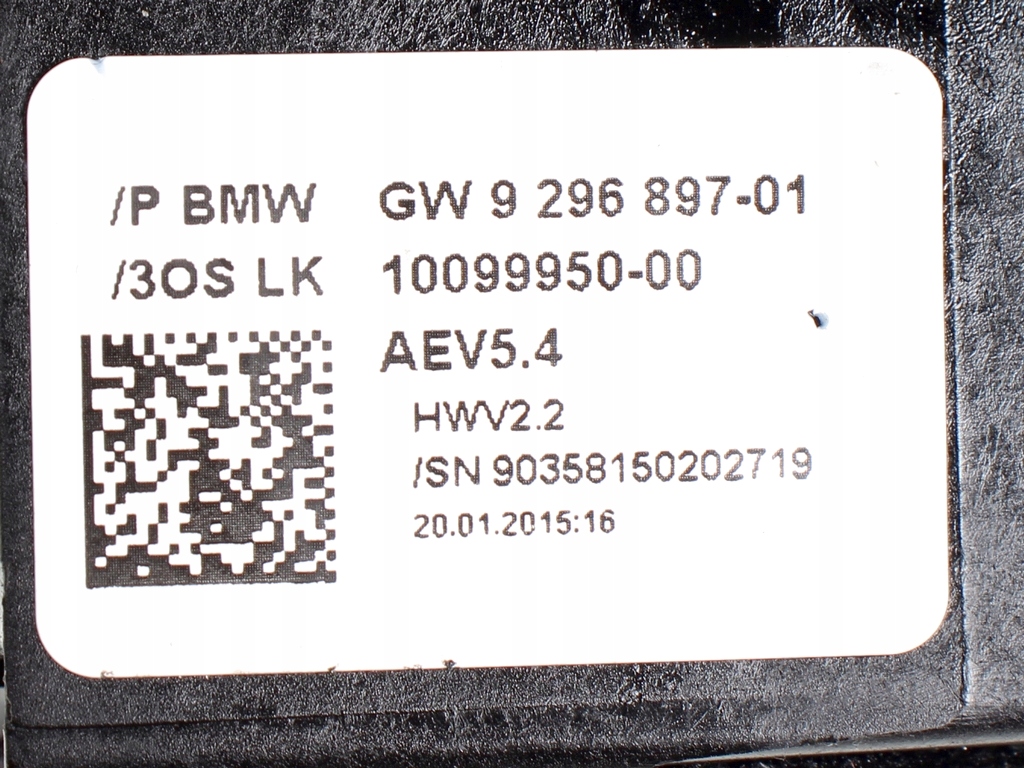 /P BMW GW 9 296 897-01
/3OS LK 10099950-00
AEV5.4
HWV2.2
/SN 90358150202719
20.01.2015:16